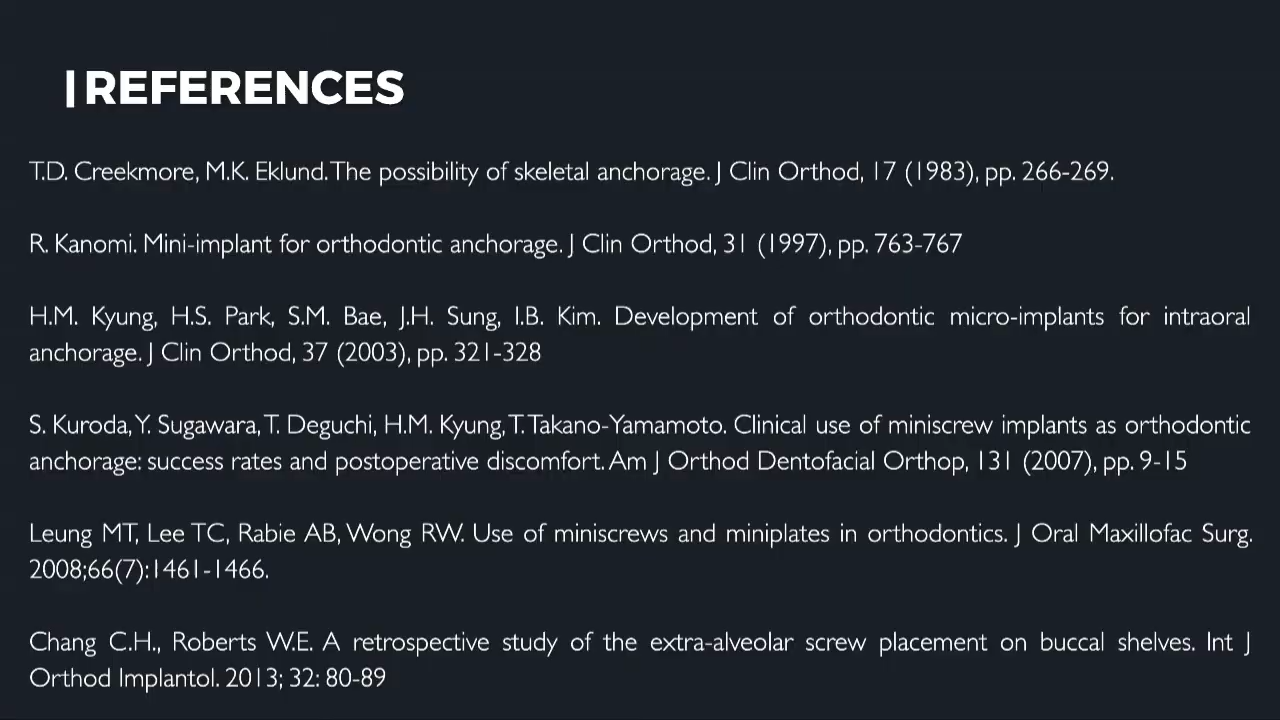 |REFERENCES
T.D. Creekmore, M.K. Eklund. The possibility of skeletal anchorage. J Clin Orthod, 17 (1983), pp. 266-269.
R. Kanomi. Mini-implant for orthodontic anchorage. J Clin Orthod, 31 (1997), pp. 763-767
H.M. Kyung, H.S. Park, S.M. Bae, J.H. Sung, I.B. Kim. Development of orthodontic micro-implants for intraoral
anchorage. J Clin Orthod, 37 (2003), pp. 321-328
S. Kuroda, Y. Sugawara, T. Deguchi, H.M. Kyung, T. Takano-Yamamoto. Clinical use of miniscrew implants as orthodontic
anchorage: success rates and postoperative discomfort. Am J Orthod Dentofacial Orthop, 131 (2007), pp. 9-15
Leung MT, Lee TC, Rabie AB, Wong RW. Use of miniscrews and miniplates in orthodontics. J Oral Maxillofac Surg.
2008;66(7):1461-1466.
Chang C.H., Roberts W.E. A retrospective study of the extra-alveolar screw placement on buccal shelves. Int J
Orthod Implantol. 2013; 32: 80-89